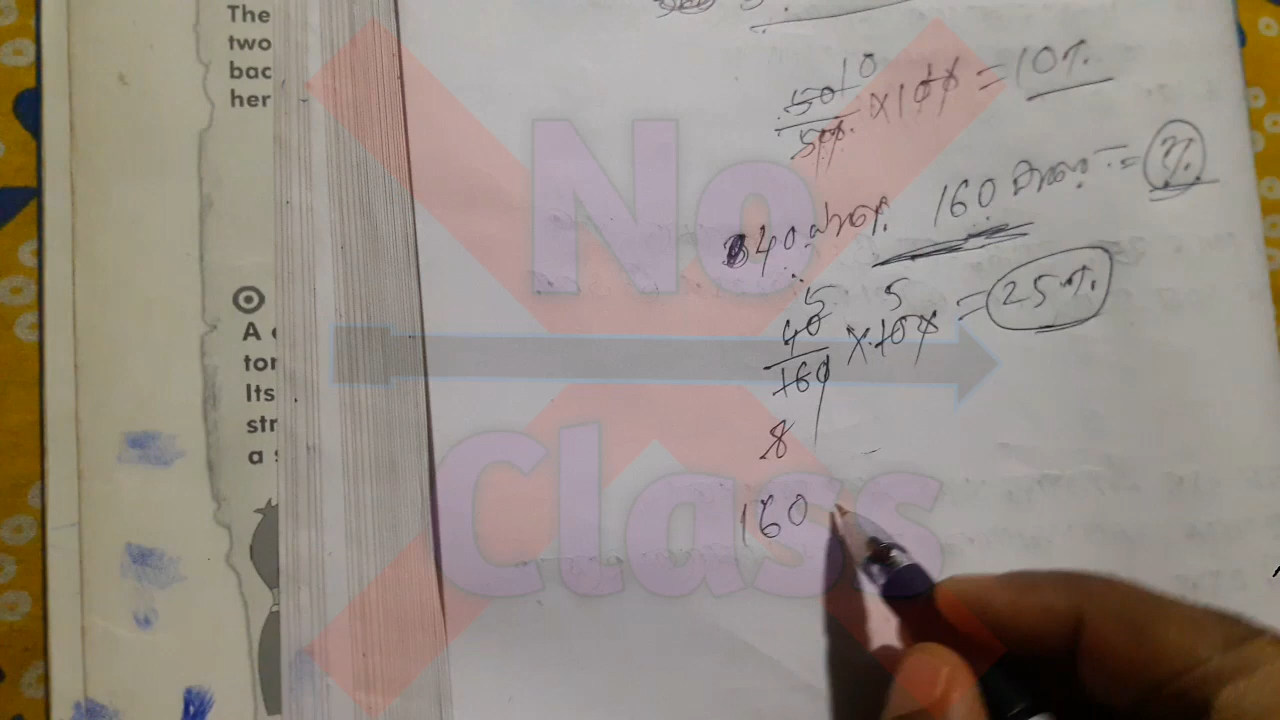 The
two
bac
her
10
50
—— × 100 = 10%
500
40 160 = ?%
5 5
40
—— × 100 = 25%
160
8
160
A
tor
Its
str
a
No
Class